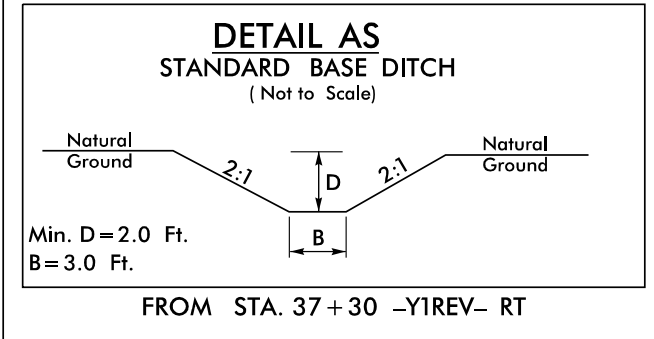 DETAIL AS
STANDARD BASE DITCH
( Not to Scale)
Natural
Ground
2:1
D
2:1
Natural
Ground
B
Min. D=2.0 Ft.
B=3.0 Ft.
FROM STA. 37+30 -Y1REV- RT